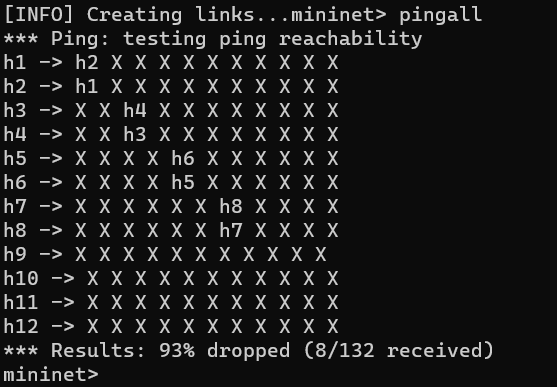 [INFO] Creating links...mininet> pingall
*** Ping: testing ping reachability
h1 -> h2 X X X X X X X X X X
h2 -> h1 X X X X X X X X X X
h3 -> X X h4 X X X X X X X X
h4 -> X X h3 X X X X X X X X
h5 -> X X X X h6 X X X X X X
h6 -> X X X X h5 X X X X X X
h7 -> X X X X X X h8 X X X X
h8 -> X X X X X X h7 X X X X
h9 -> X X X X X X X X X X X
h10 -> X X X X X X X X X X X
h11 -> X X X X X X X X X X X
h12 -> X X X X X X X X X X X
*** Results: 93% dropped (8/132 received)
mininet>